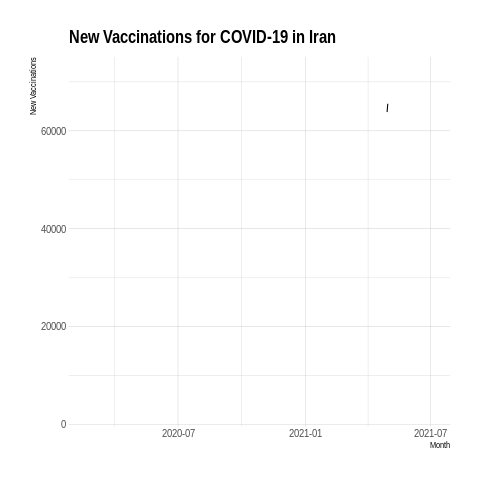 New Vaccinations for COVID-19 in Iran
New Vaccinations
60000
40000
20000
0
2020-07 2021-01 2021-07
Month